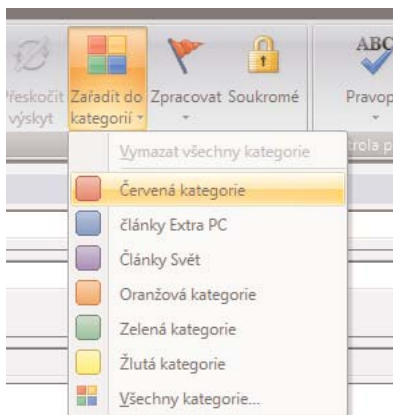 ABC
Přeskočit Zařadit do Zpracovat Soukromé Pravop
výskyt kategorií
Vymazat všechny kategorie
trola p
Červená kategorie
články Extra PC
Články Svět
Oranžová kategorie
Zelená kategorie
Žlutá kategorie
Všechny kategorie...